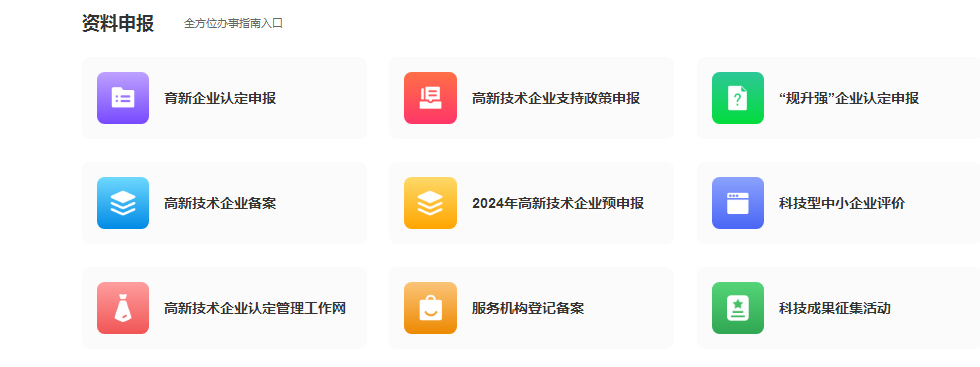 资料申报 全方位办事指南入口
育新企业认定申报
高新技术企业支持政策申报
“规升强”企业认定申报
高新技术企业备案
2024年高新技术企业预申报
科技型中小企业评价
高新技术企业认定管理工作网
服务机构登记备案
科技成果征集活动